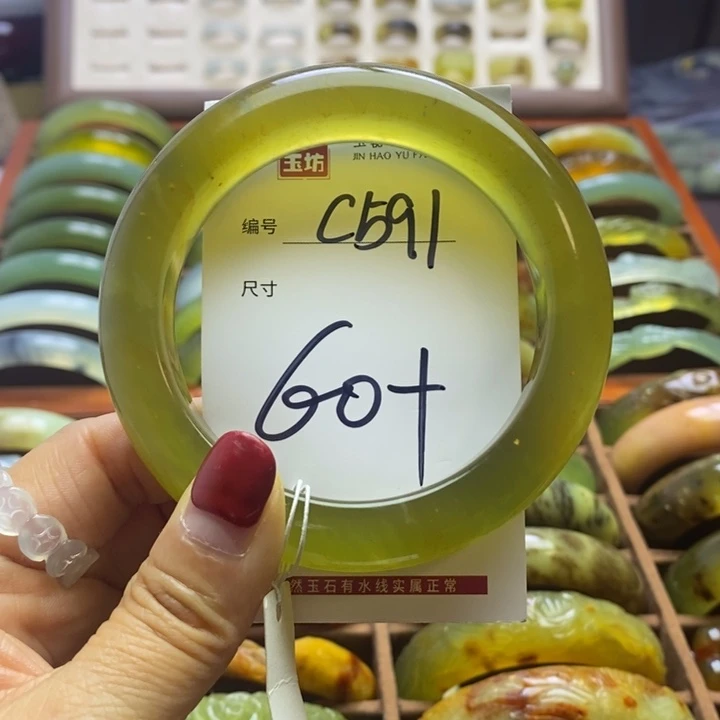 玉坊
JIN HAO YU FA
编号 C591
尺寸
60+
然玉石有水线实属正常